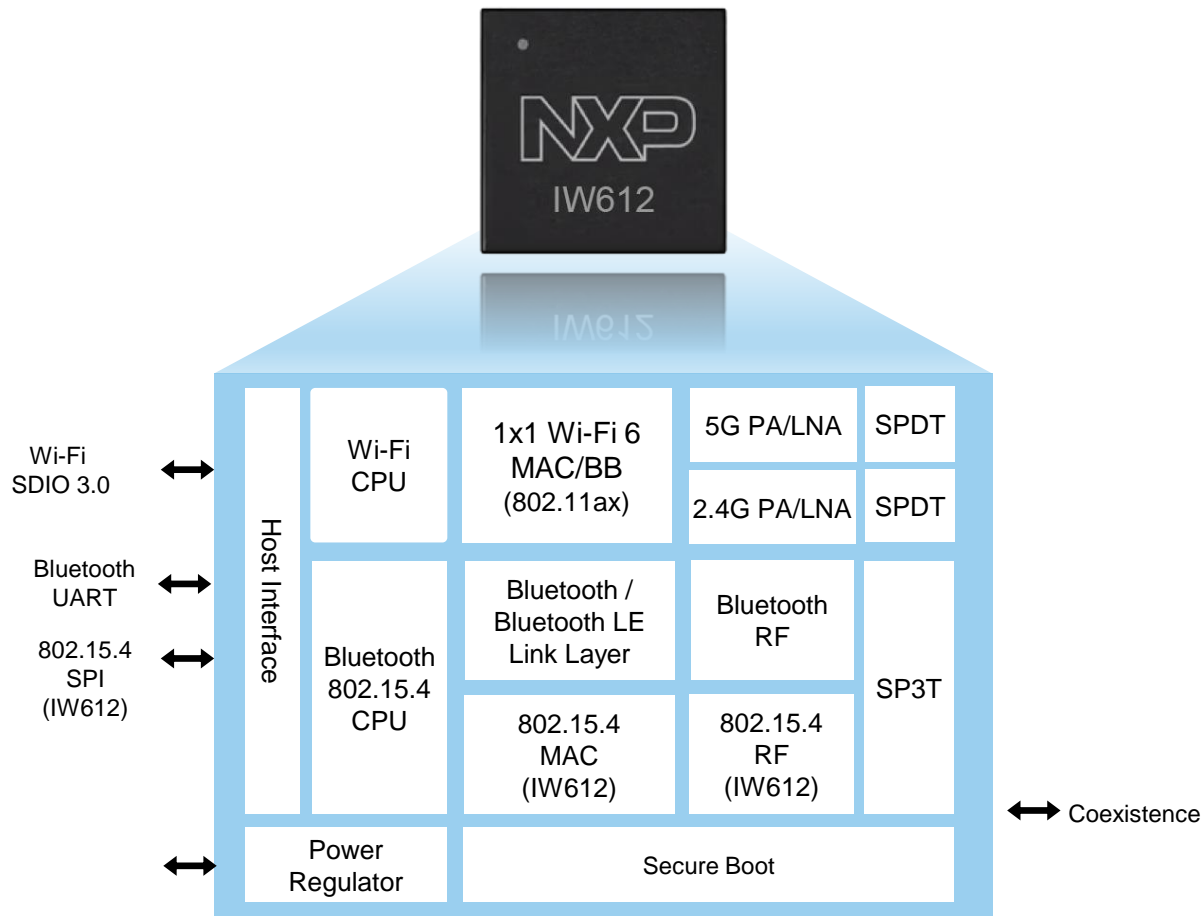 NXP
IW612
IW612
Wi-Fi
SDIO 3.0
Bluetooth
UART
802.15.4
SPI
(IW612)
Host Interface
Wi-Fi
CPU
1x1 Wi-Fi 6
MAC/BB
(802.11ax)
5G PA/LNA
SPDT
2.4G PA/LNA
SPDT
Bluetooth
802.15.4
CPU
Bluetooth /
Bluetooth LE
Link Layer
Bluetooth
RF
SP3T
802.15.4
MAC
(IW612)
802.15.4
RF
(IW612)
Coexistence
Power
Regulator
Secure Boot